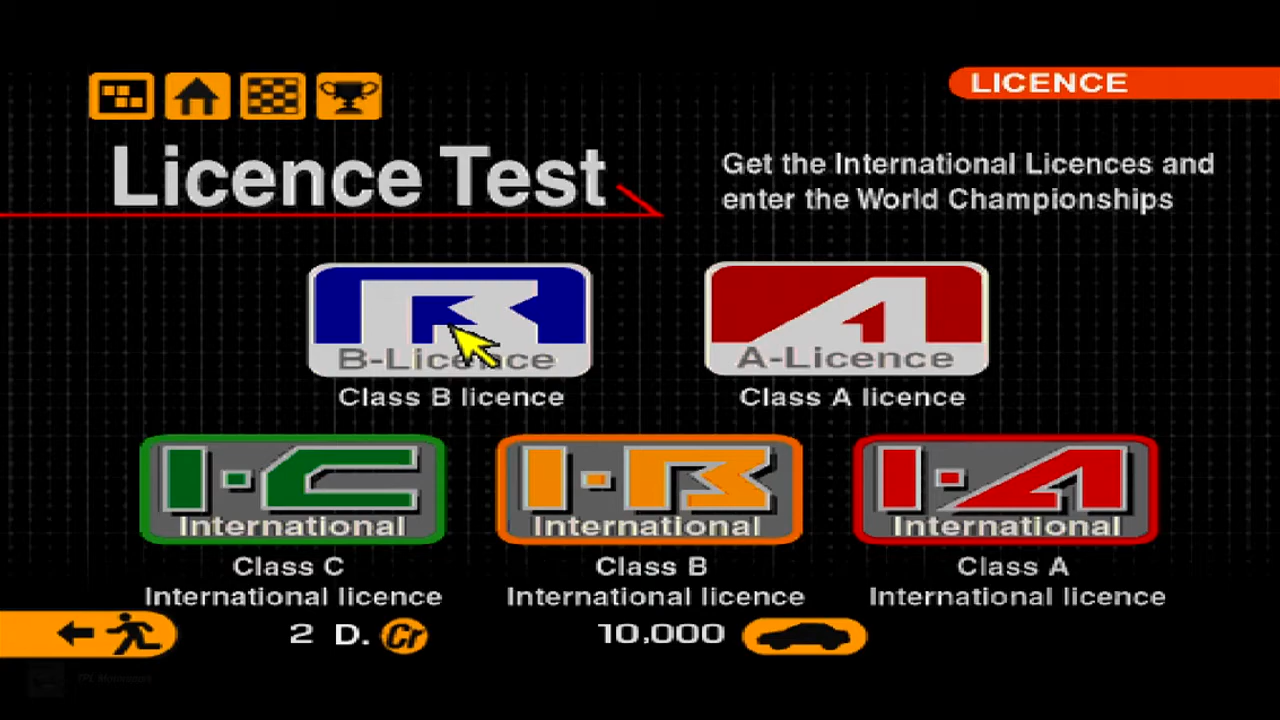 LICENCE
Licence Test
Get the International Licences and
enter the World Championships
B-Licence
A-Licence
Class B licence
Class A licence
I-C
I-B
I-A
International
International
International
Class C
International licence
Class B
International licence
Class A
International licence
2 D. Cr
10,000